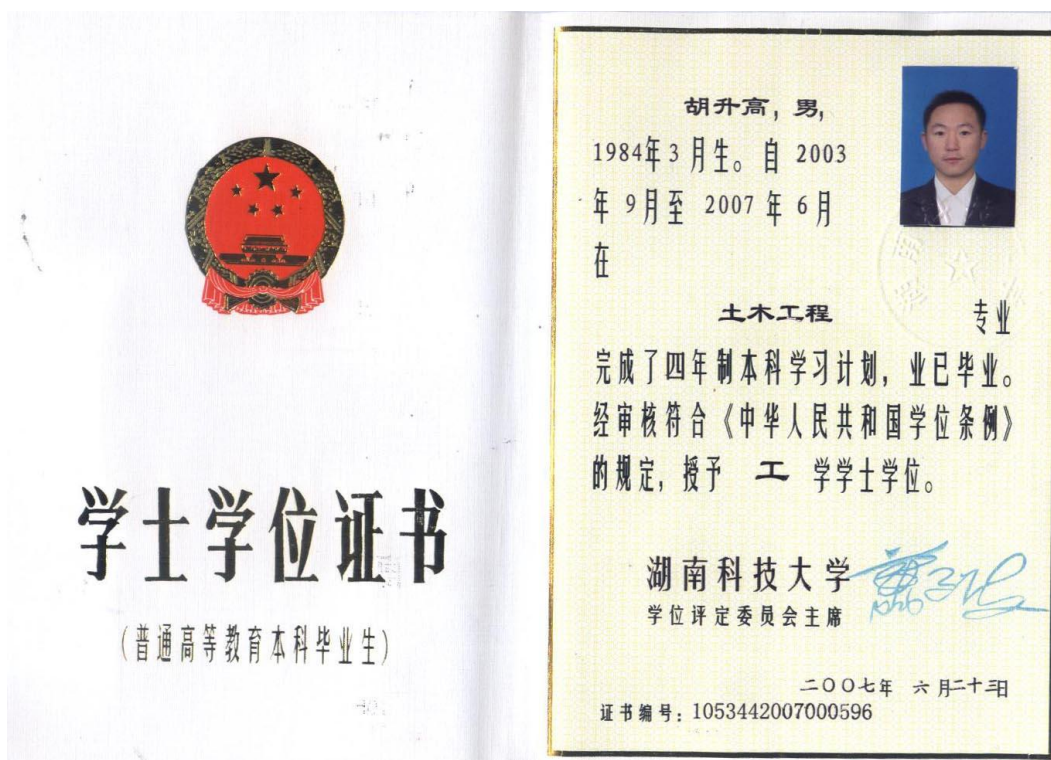 学士学位证书
(普通高等教育本科毕业生)
胡升高，男，
1984年3月生。自 2003
年 9月至 2007 年 6月
在
土木工程 专业
完成了四年制本科学习计划，业已毕业。
经审核符合《中华人民共和国学位条例》
的规定，授予 工 学学士学位。
湖南科技大学
学位评定委员会主席
二〇〇七年 六月二十三日
证书编号：1053442007000596